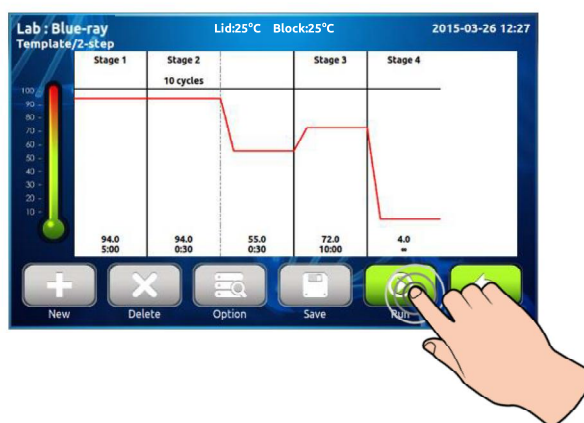 Lab : Blue-ray Lid:25°C Block:25°C 2015-03-26 12:27
Template/2-step
Stage 1 Stage 2 Stage 3 Stage 4
10 cycles
100
90
80
70
60
50
40
30
20
10
94.0 94.0 55.0 72.0 4.0
5:00 0:30 0:30 10:00 ∞
New Delete Option Save Run